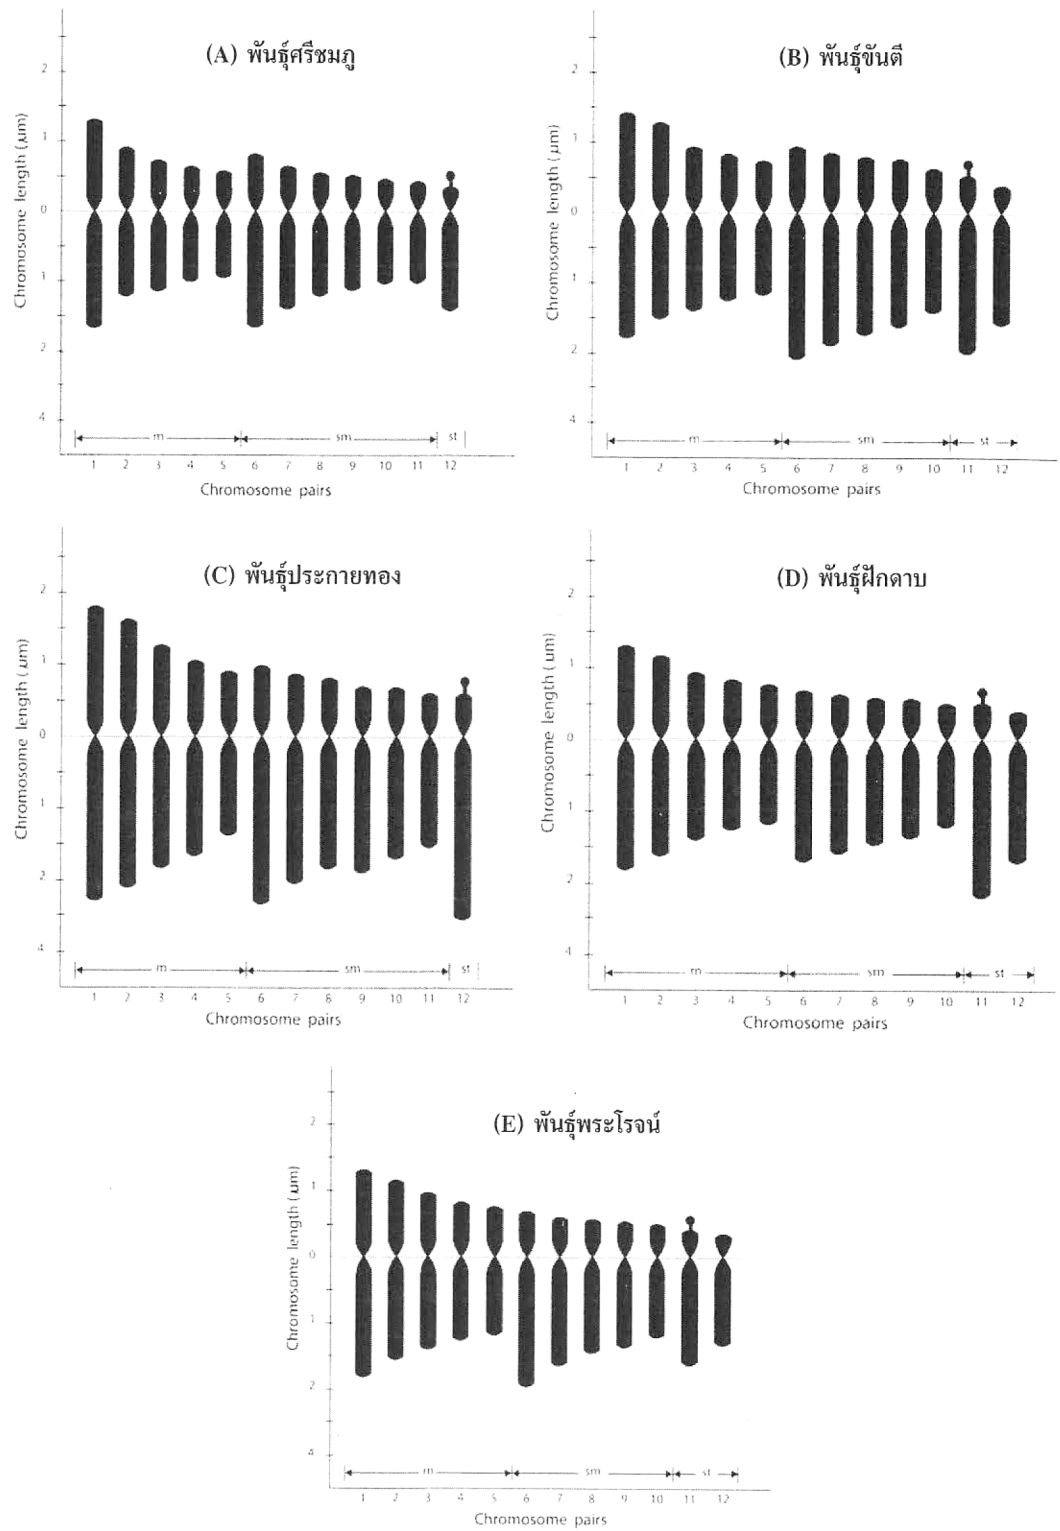 (A) พันธุ์ศรีชมภู
Chromosome length (μm)
2
1
0
1
2
4
m sm st
1 2 3 4 5 6 7 8 9 10 11 12
Chromosome pairs
(B) พันธุ์ขันตี
Chromosome length (μm)
2
1
0
1
2
4
m sm st
1 2 3 4 5 6 7 8 9 10 11 12
Chromosome pairs
(C) พันธุ์ประกายทอง
Chromosome length (μm)
2
1
0
1
2
4
m sm st
1 2 3 4 5 6 7 8 9 10 11 12
Chromosome pairs
(D) พันธุ์ฝักดาบ
Chromosome length (μm)
2
1
0
1
2
4
m sm st
1 2 3 4 5 6 7 8 9 10 11 12
Chromosome pairs
(E) พันธุ์พระโรจน์
Chromosome length (μm)
2
1
0
1
2
4
m sm st
1 2 3 4 5 6 7 8 9 10 11 12
Chromosome pairs